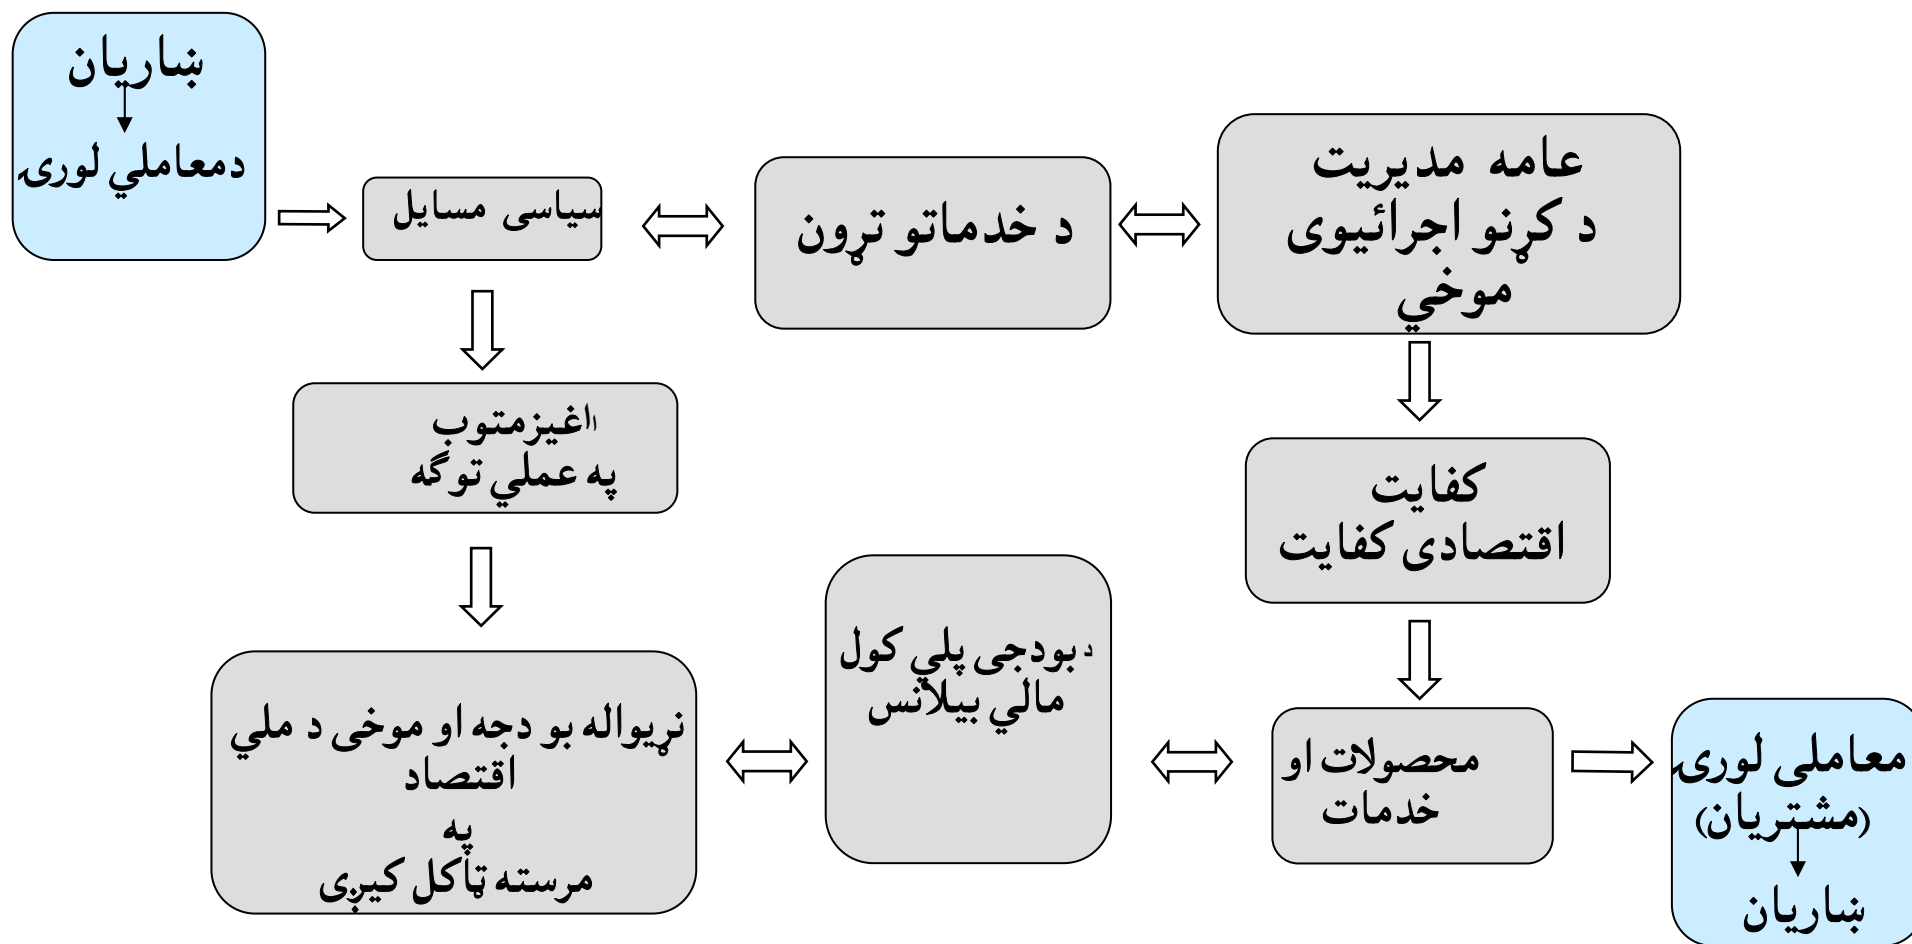 ښاریان
دمعاملي لوری
سیاسی مسایل
د خدماتو تړون
عامه مدیریت
د کړنو اجرائیوی
موخي
اغیزمتوب
په عملي توګه
کفایت
اقتصادی کفایت
نړیواله بو دجه او موخی د ملي
اقتصاد
په
مرسته ټاکل کیږی
د بودجی پلي کول
مالي بیلانس
محصولات او
خدمات
معاملی لوری
(مشتریان)
ښاریان